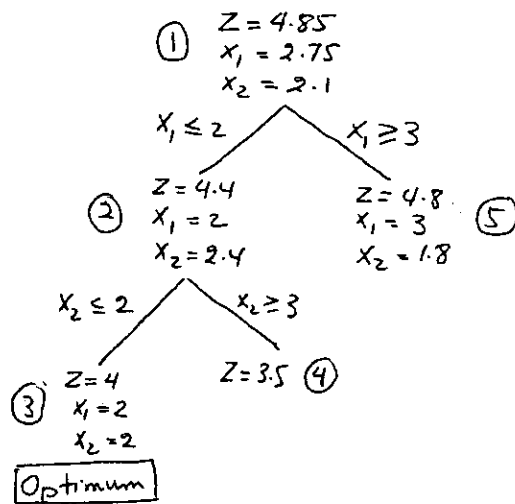 ① Z = 4.85
X₁ = 2.75
X₂ = 2.1
X₁ ≤ 2 X₁ ≥ 3
② Z = 4.4
X₁ = 2
X₂ = 2.4
Z = 4.8
X₁ = 3 ⑤
X₂ = 1.8
X₂ ≤ 2 X₂ ≥ 3
③ Z = 4
X₁ = 2
X₂ = 2
Z = 3.5 ④
Optimum